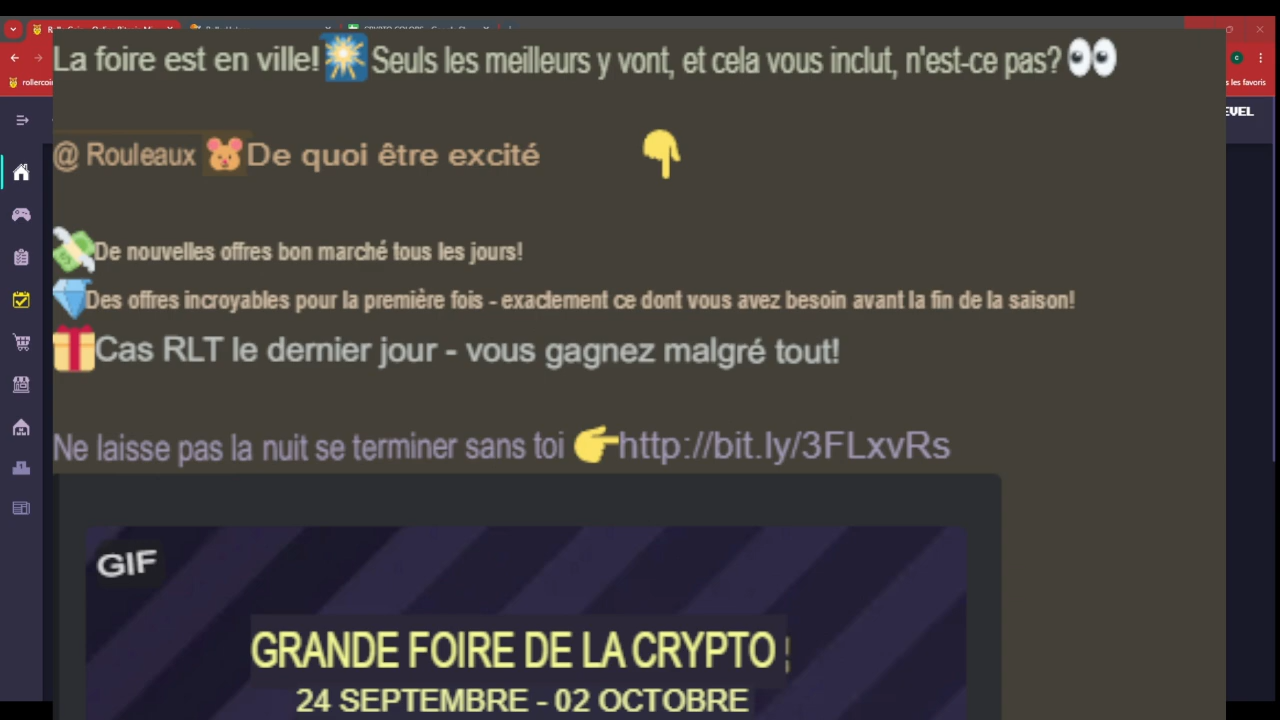 rollercoin
EVEL
s les favoris
La foire est en ville! Seuls les meilleurs y vont, et cela vous inclut, n'est-ce pas?
@ Rouleaux De quoi être excité
De nouvelles offres bon marché tous les jours!
Des offres incroyables pour la première fois - exactement ce dont vous avez besoin avant la fin de la saison!
Cas RLT le dernier jour - vous gagnez malgré tout!
Ne laisse pas la nuit se terminer sans toi http://bit.ly/3FLxvRs
GIF
GRANDE FOIRE DE LA CRYPTO
24 SEPTEMBRE - 02 OCTOBRE